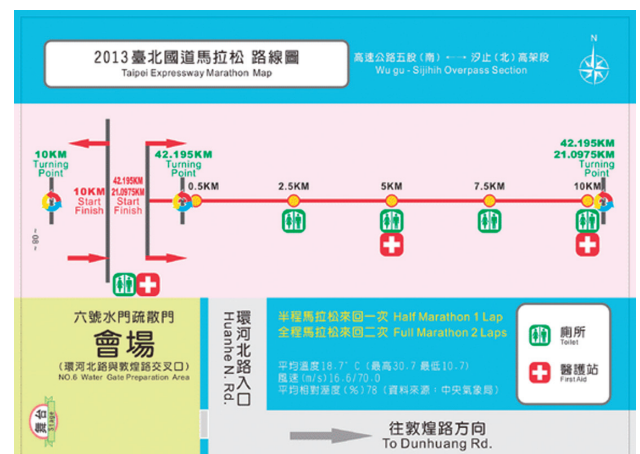 2013臺北國道馬拉松 路線圖
Taipei Expressway Marathon Map
高速公路五股(南) ←--→ 汐止(北)高架段
Wu gu - Sijihih Overpass Section
N
10KM
Turning
Point
10KM
Start
Finish
42.195KM
21.0975KM
Start
Finish
42.195KM
Turning
Point
0.5KM
2.5KM
5KM
7.5KM
10KM
42.195KM
21.0975KM
Turning
Point
~08~
六號水門疏散門
會場
(環河北路與敦煌路交叉口)
NO.6 Water Gate Preparation Area
舞台
Stage
環河北路入口
Huanhe N. Rd.
半程馬拉松來回一次 Half Marathon 1 Lap
全程馬拉松來回二次 Full Marathon 2 Laps
平均溫度18.7°C(最高30.7 最低10.7)
風速(m/s)16.6/70.0
平均相對溼度(%)78(資料來源:中央氣象局)
廁所
Toilet
醫護站
First Aid
往敦煌路方向
To Dunhuang Rd.